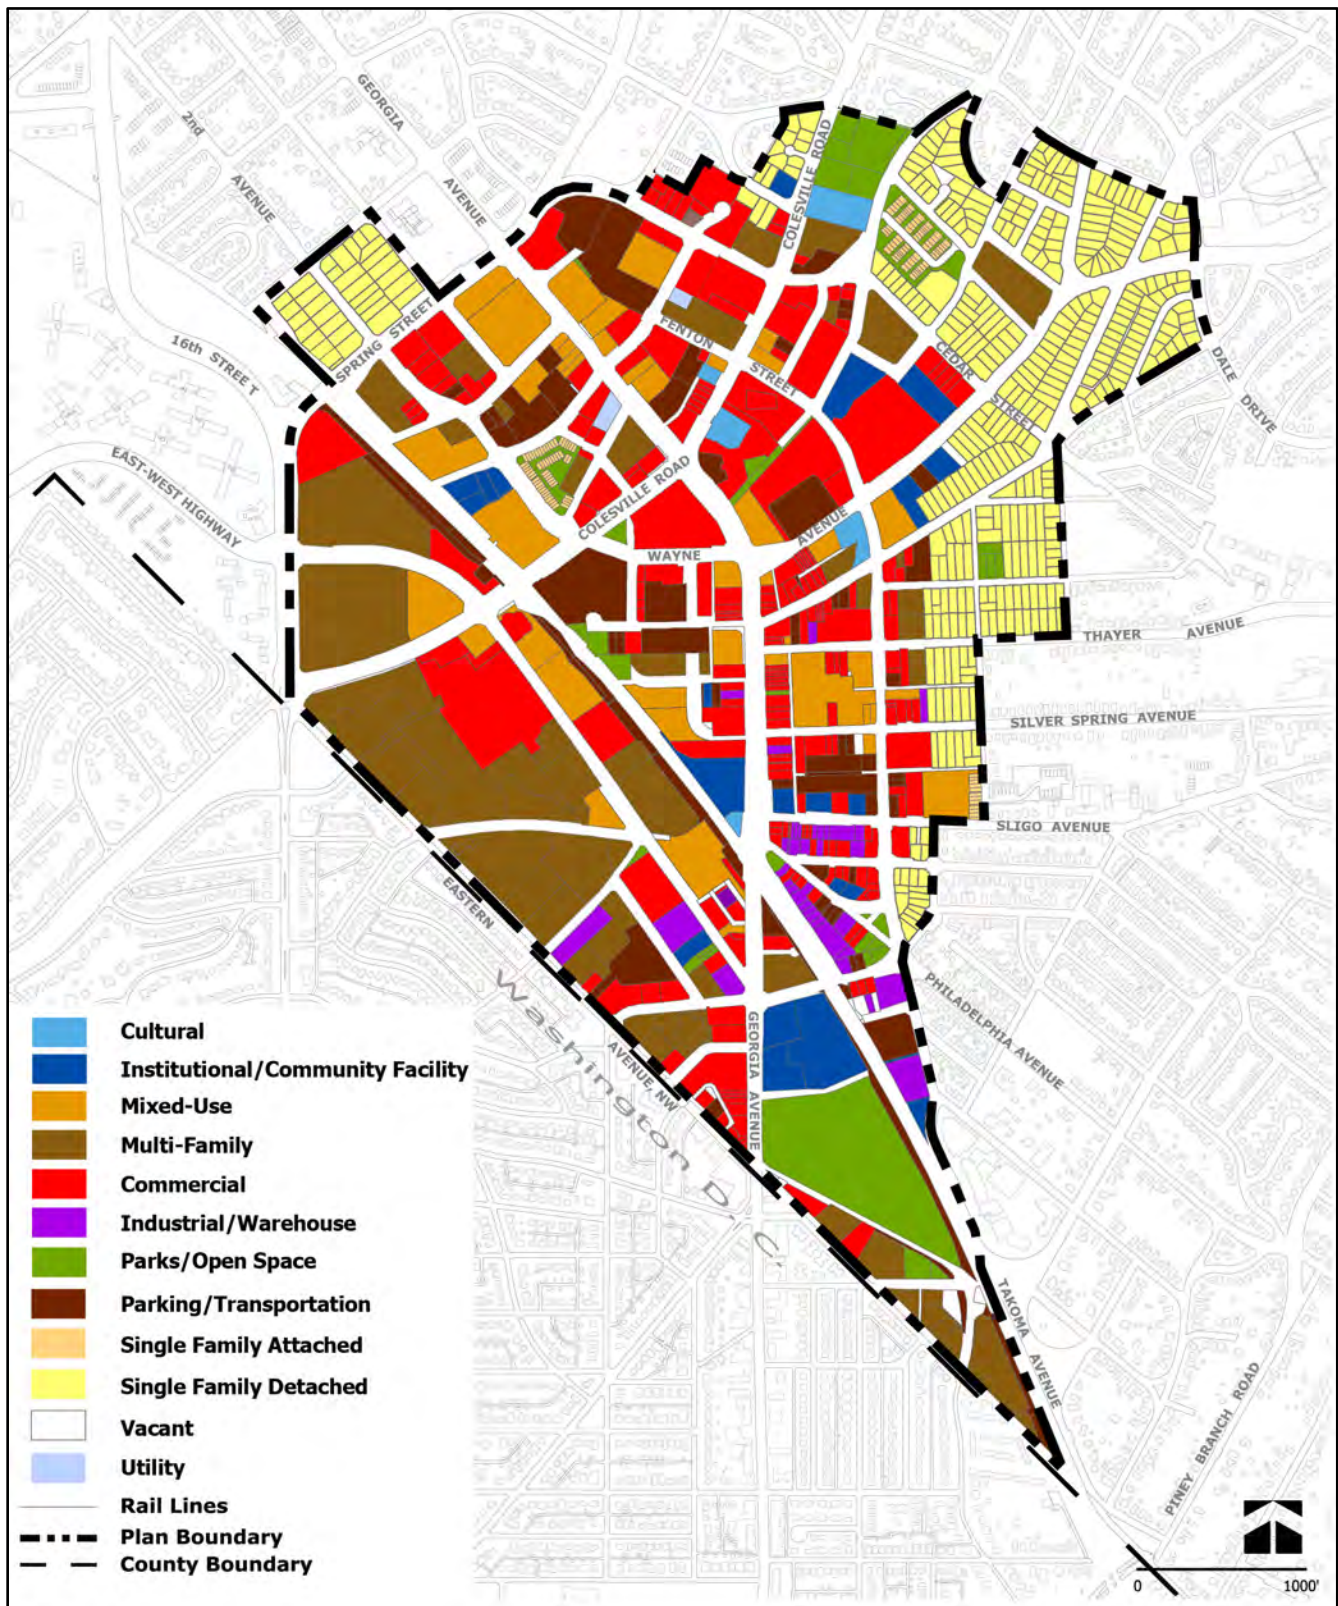 GEORGIA
AVENUE
2nd
AVENUE
COLESVILLE ROAD
SPRING STREET
16th STREET
EAST-WEST HIGHWAY
FENTON
STREET
CEDAR
STREET
DALE
DRIVE
COLESVILLE ROAD
WAYNE
AVENUE
THAYER AVENUE
SILVER SPRING AVENUE
SLIGO AVENUE
EASTERN
AVENUE, NW
Washington D.C.
PHILADELPHIA AVENUE
GEORGIA AVENUE
TAKOMA AVENUE
PINEY BRANCH ROAD
Cultural
Institutional/Community Facility
Mixed-Use
Multi-Family
Commercial
Industrial/Warehouse
Parks/Open Space
Parking/Transportation
Single Family Attached
Single Family Detached
Vacant
Utility
Rail Lines
Plan Boundary
County Boundary
0 1000'